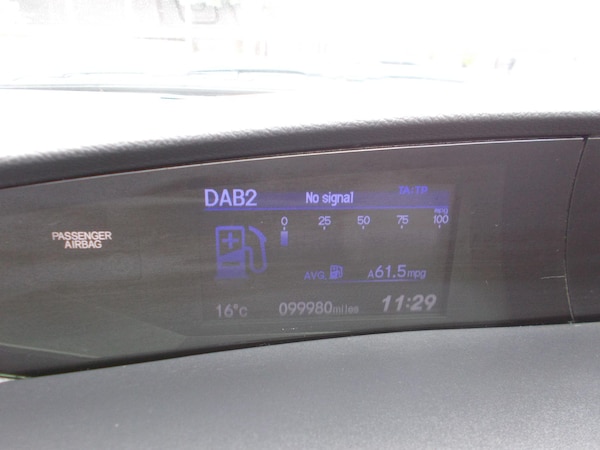 DAB2 No signal TA:TP
mpg
0 25 50 75 100
PASSENGER
AIRBAG
AVG. A61.5mpg
16°C 099980miles 11:29